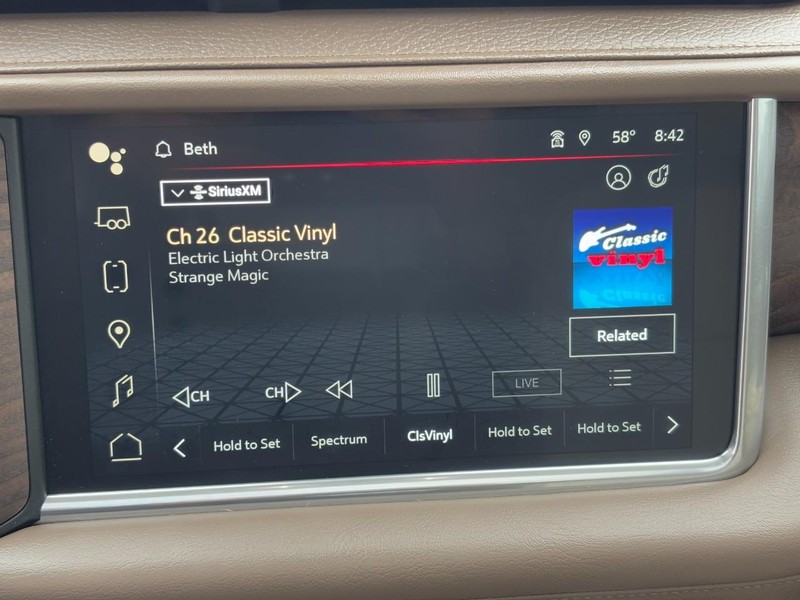 Beth
58° 8:42
SiriusXM
Ch 26 Classic Vinyl
Electric Light Orchestra
Strange Magic
Classic
vinyl
Classic
Related
CH
CH
LIVE
Hold to Set
Spectrum
ClsVinyl
Hold to Set
Hold to Set